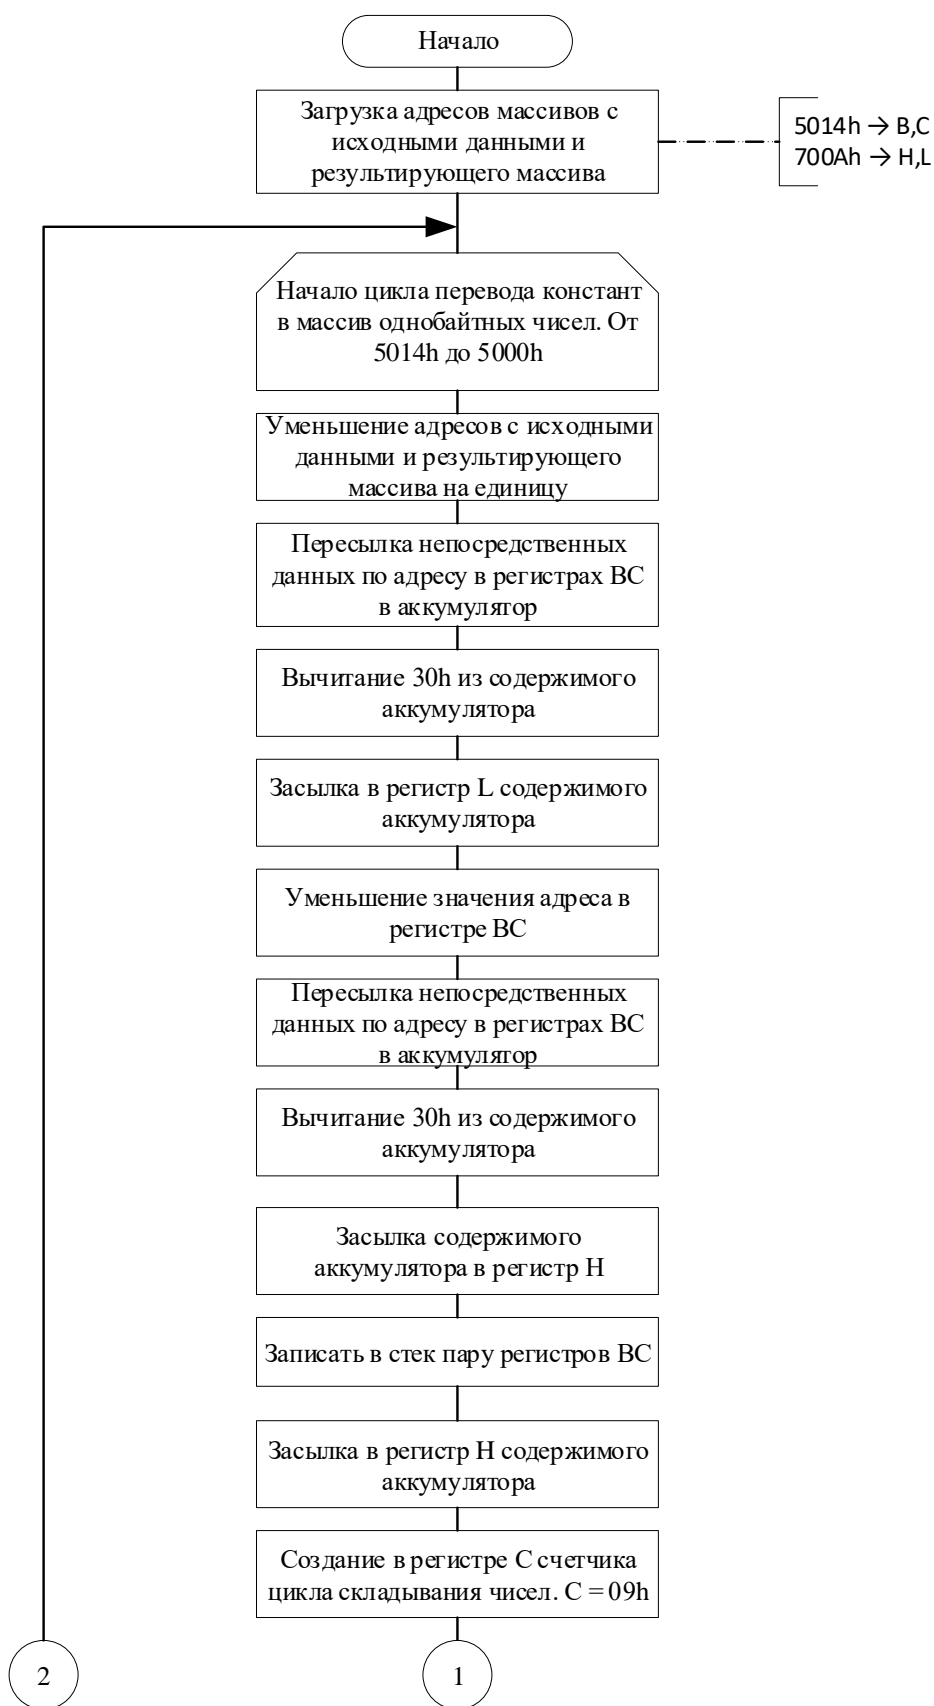 Начало
Загрузка адресов массивов с
исходными данными и
результирующего массива
5014h → B,C
700Ah → H,L
Начало цикла перевода констант
в массив однобайтных чисел. От
5014h до 5000h
Уменьшение адресов с исходными
данными и результирующего
массива на единицу
Пересылка непосредственных
данных по адресу в регистрах BC
в аккумулятор
Вычитание 30h из содержимого
аккумулятора
Засылка в регистр L содержимого
аккумулятора
Уменьшение значения адреса в
регистре BC
Пересылка непосредственных
данных по адресу в регистрах BC
в аккумулятор
Вычитание 30h из содержимого
аккумулятора
Засылка содержимого
аккумулятора в регистр H
Записать в стек пару регистров BC
Засылка в регистр H содержимого
аккумулятора
Создание в регистре C счетчика
цикла складывания чисел. C = 09h
2
1